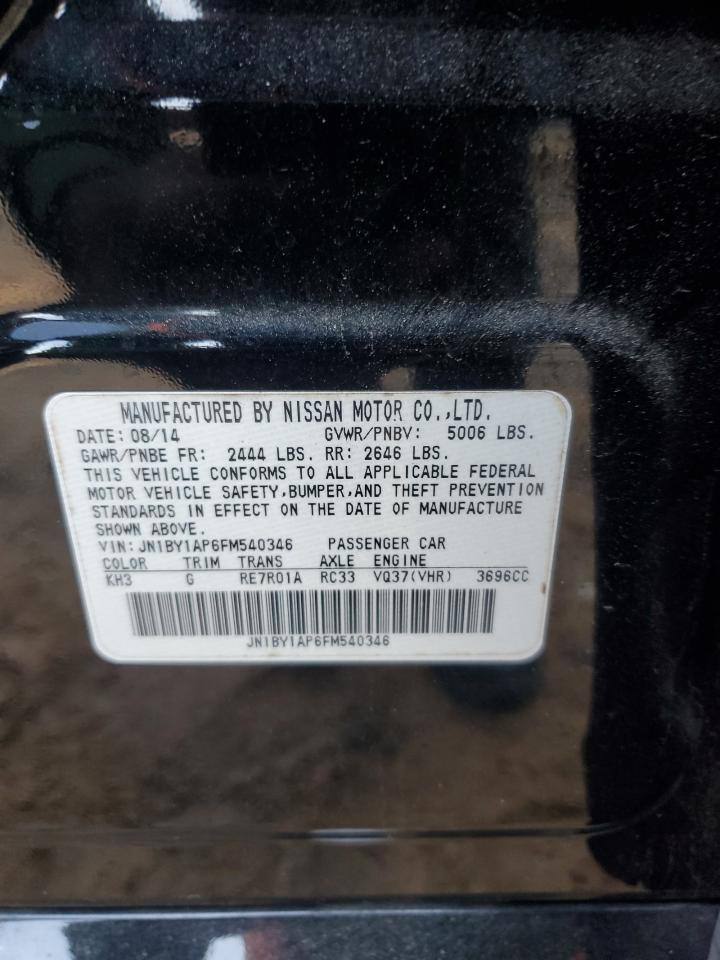 MANUFACTURED BY NISSAN MOTOR CO.,LTD.
DATE: 08/14 GVWR/PNBV: 5006 LBS.
GAWR/PNBE FR: 2444 LBS. RR: 2646 LBS.
THIS VEHICLE CONFORMS TO ALL APPLICABLE FEDERAL
MOTOR VEHICLE SAFETY,BUMPER,AND THEFT PREVENTION
STANDARDS IN EFFECT ON THE DATE OF MANUFACTURE
SHOWN ABOVE.
VIN: JN1BY1AP6FM540346 PASSENGER CAR
COLOR TRIM TRANS AXLE ENGINE
KH3 G RE7R01A RC33 VQ37(VHR) 3696CC
JN1BY1AP6FM540346